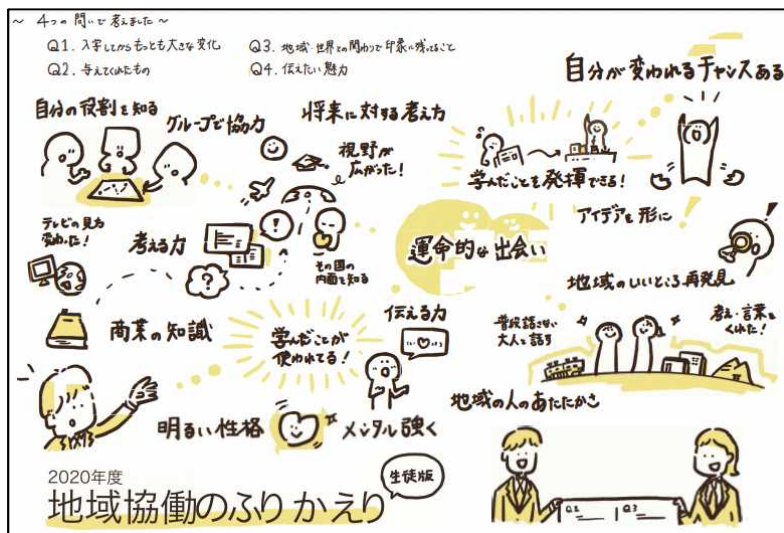 ～ 4つの問いで考えました ～
Q1. 入学してからもっとも大きな変化
Q2. 与えてくれたもの
Q3. 地域・世界での関わりで印象に残ってること
Q4. 伝えたい魅力
自分が変われるチャンスある
自分の役割を知る
グループで協力
将来に対する考え方
視野が
広がった！
学んだことを発揮できる！
テレビの見方
変わった！
考える力
その国の
内面を知る
運命的な出会い
アイデアを形に
地域のいいところ再発見
商業の知識
学んだことが
使われてる！
伝える力
普段話さない
大人と話す
考え・言葉を
くれた！
明るい性格
メンタル強く
地域の人のあたたかさ
2020年度
地域協働のふりかえり
生徒版
Q2
Q3